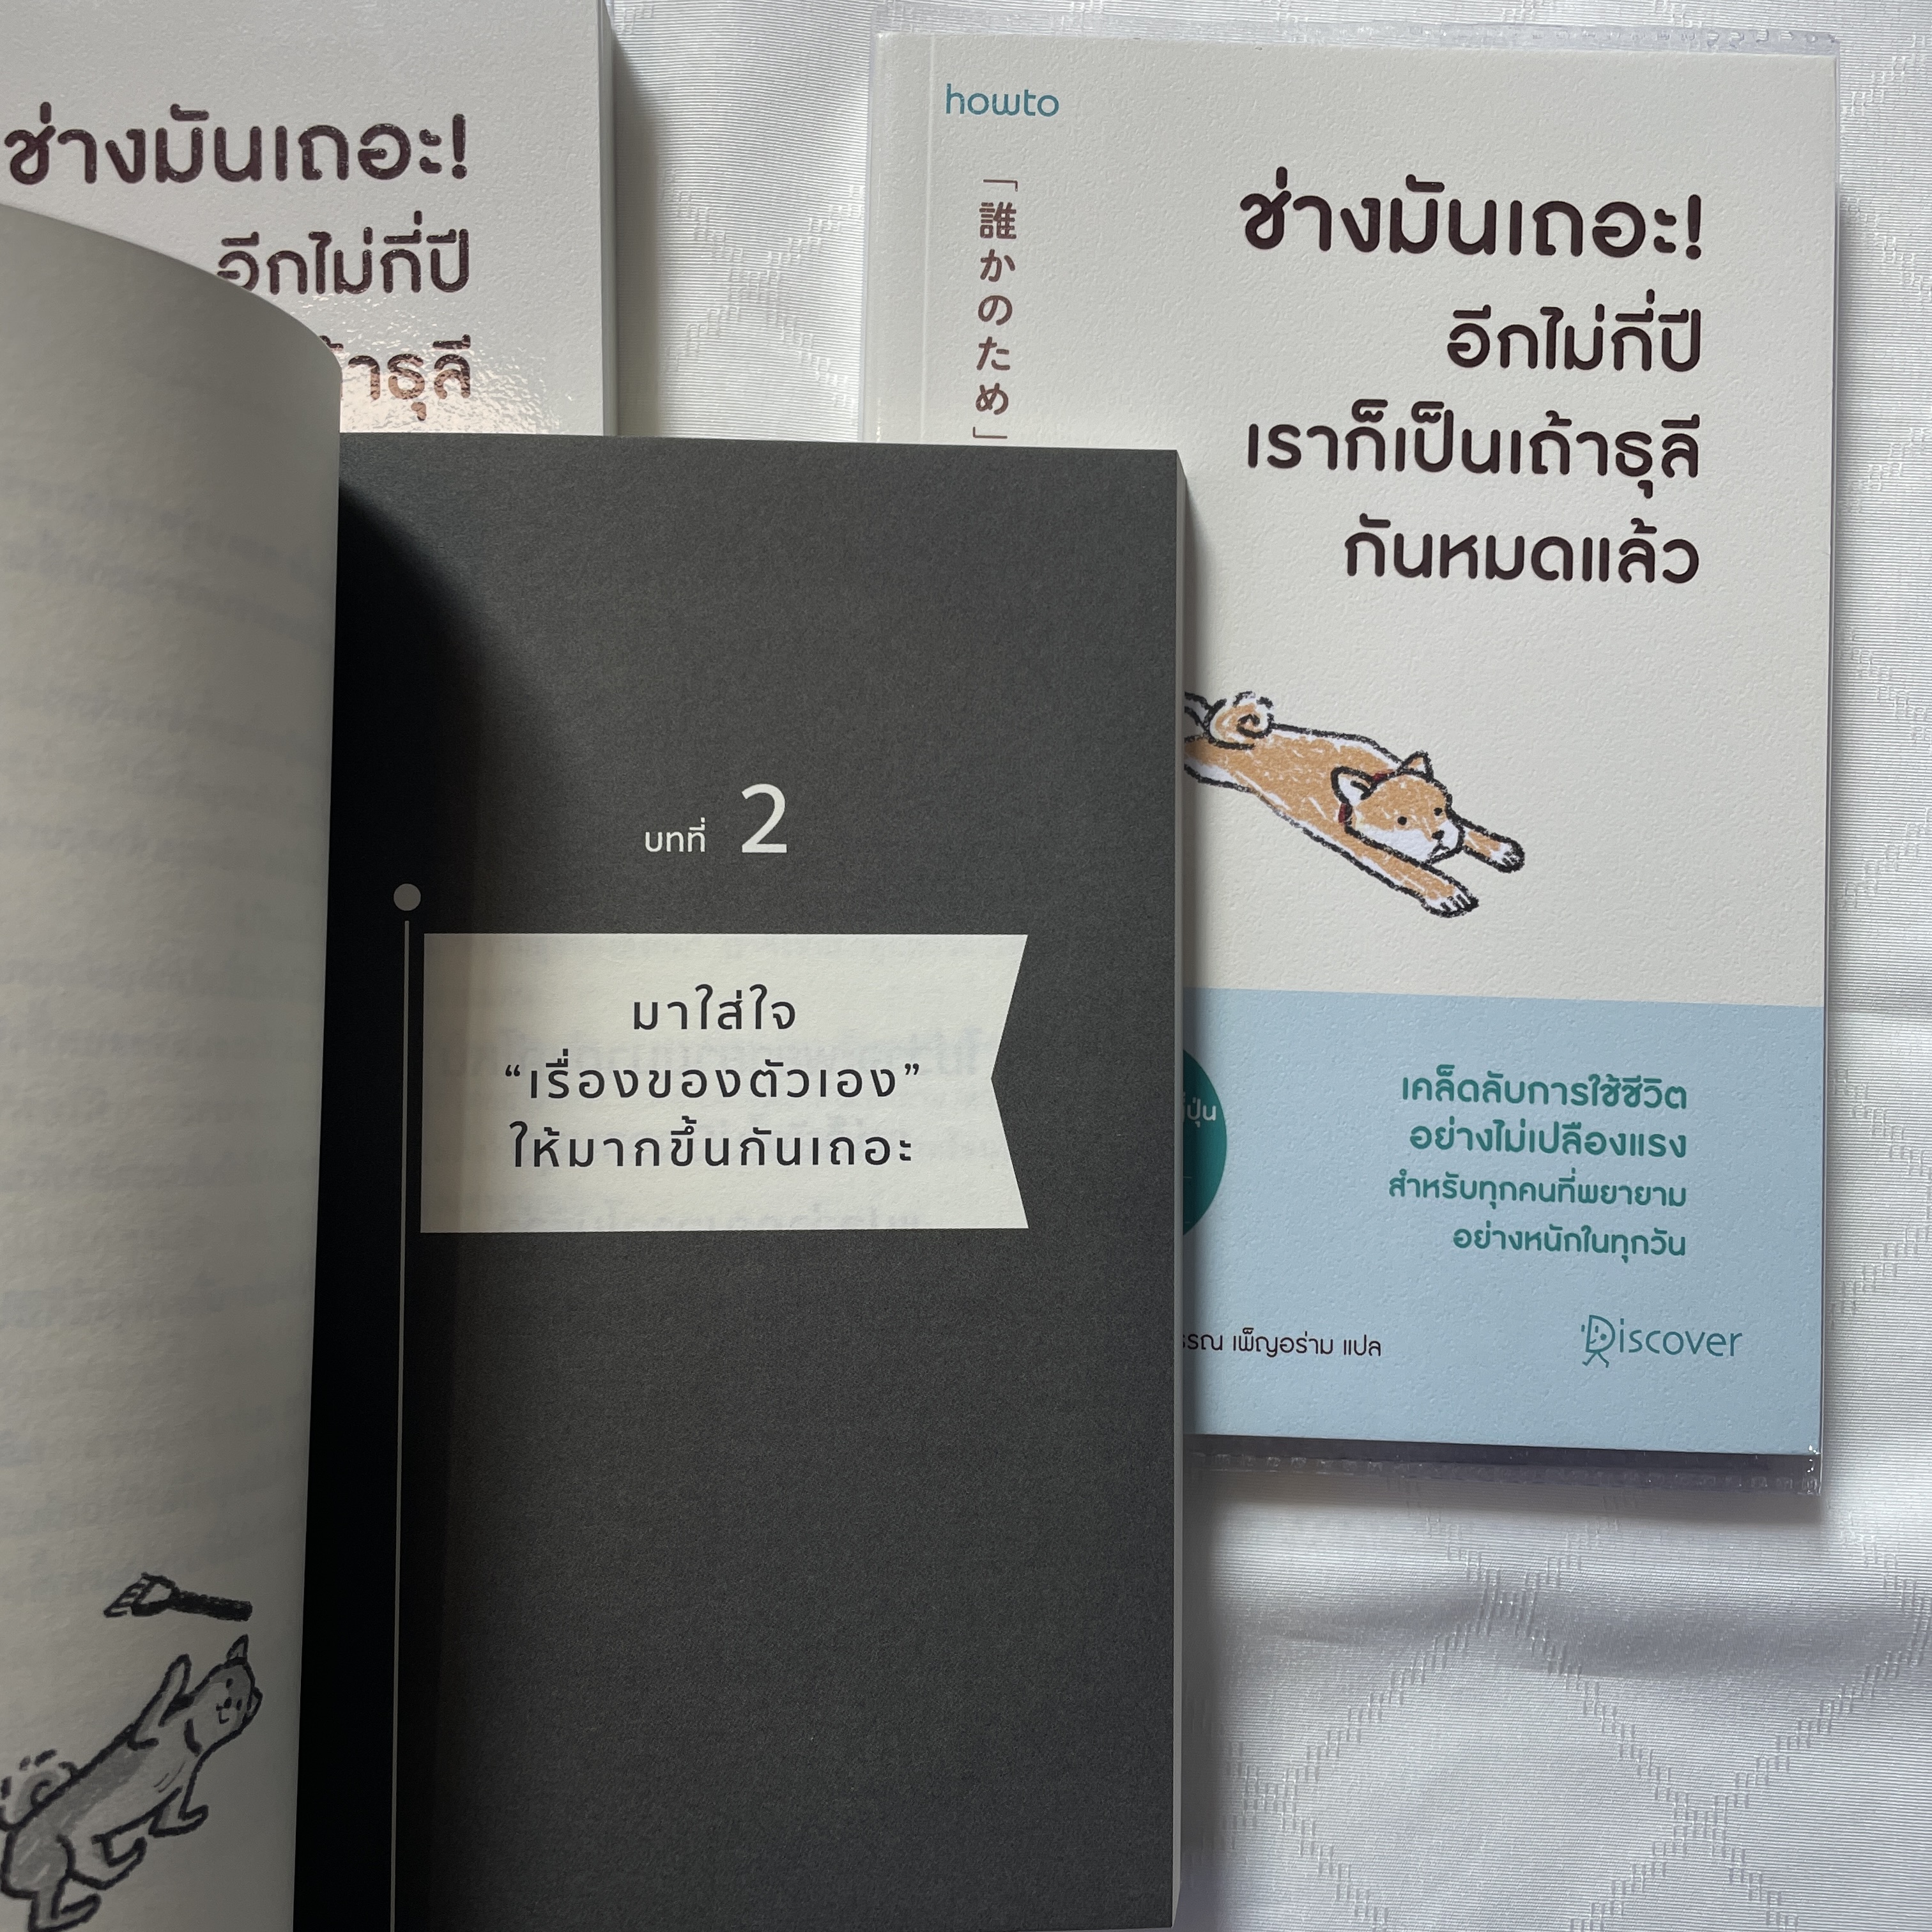 ช่างมันเถอะ!
อีกไม่กี่ปี
ธุลี
howto
「誰かのため」
ช่างมันเถอะ!
อีกไม่กี่ปี
เราก็เป็นเถ้าธุลี
กันหมดแล้ว
เคล็ดลับการใช้ชีวิต
อย่างไม่เปลืองแรง
สำหรับทุกคนที่พยายาม
อย่างหนักในทุกวัน
เพ็ญอร่าม แปล
Discover
บทที่ 2
มาใส่ใจ
“เรื่องของตัวเอง”
ให้มากขึ้นกันเถอะ